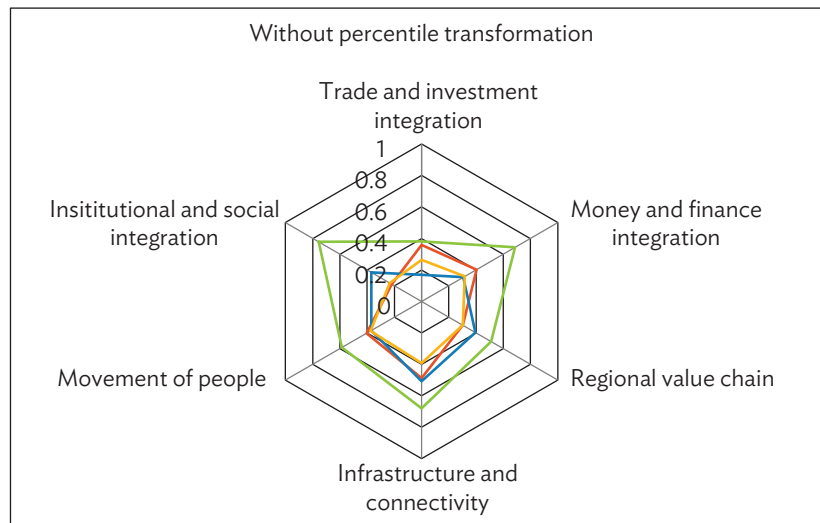 Without percentile transformation
Trade and investment
integration
1
0.8
0.6
0.4
0.2
0
Insititutional and social
integration
Money and finance
integration
Movement of people
Regional value chain
Infrastructure and
connectivity